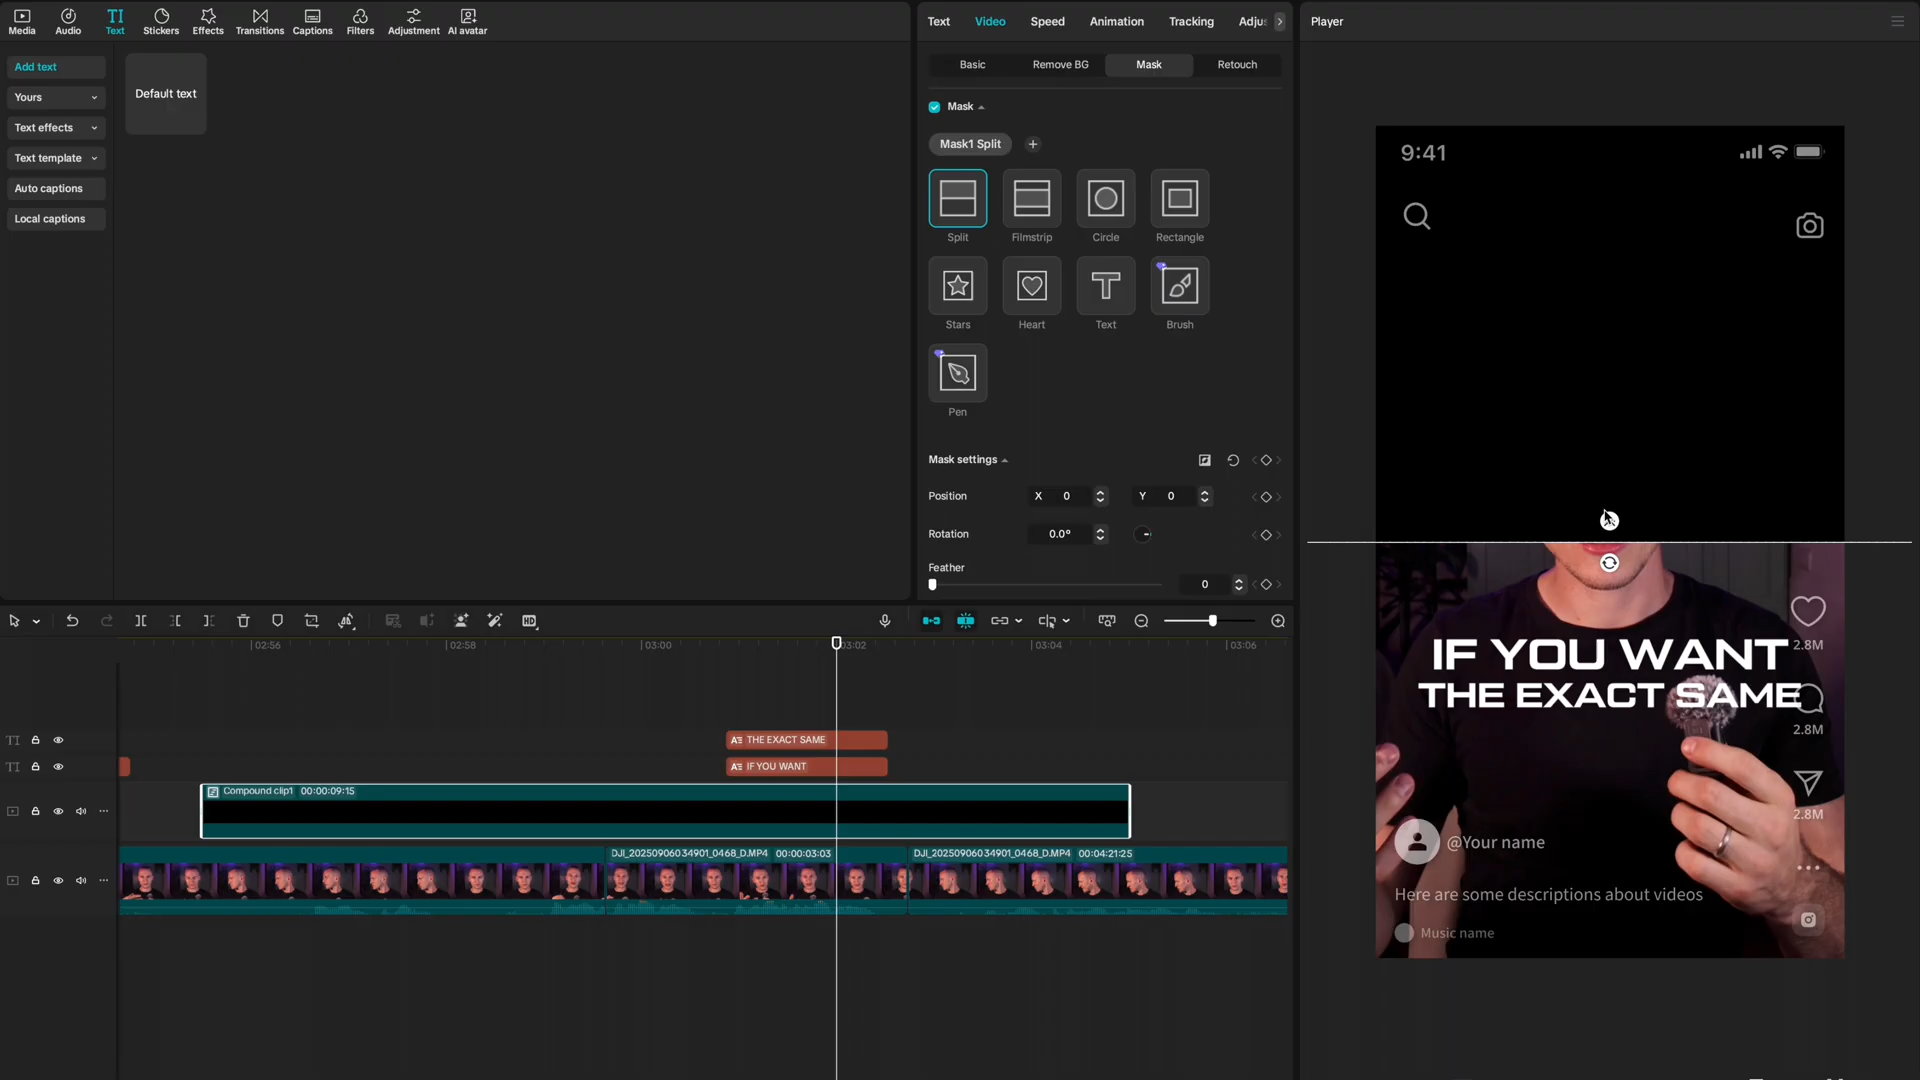 Media Audio Text Stickers Effects Transitions Captions Filters Adjustment AI avatar
Add text
Yours
Text effects
Text template
Auto captions
Local captions
Default text
Text Video Speed Animation Tracking Adjus
Basic Remove BG Mask Retouch
Mask
Mask1 Split
Split Filmstrip Circle Rectangle
Stars Heart Text Brush
Pen
Mask settings
Position X 0 Y 0
Rotation 0.0°
Feather
0
Player
9:41
IF YOU WANT
THE EXACT SAME
2.8M
2.8M
2.8M
@Your name
Here are some descriptions about videos
Music name
02:56 02:58 03:00 03:02 03:04 03:06
THE EXACT SAME
IF YOU WANT
Compound clip1 00:00:09:15
DJI_20250906034901_0468_D.MP4 00:00:03:03
DJI_20250906034901_0468_D.MP4 00:04:21:25